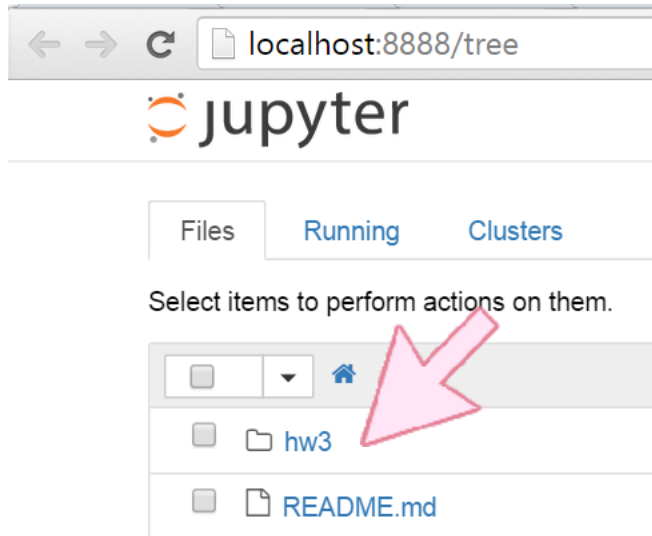 localhost:8888/tree
jupyter
Files Running Clusters
Select items to perform actions on them.
hw3
README.md